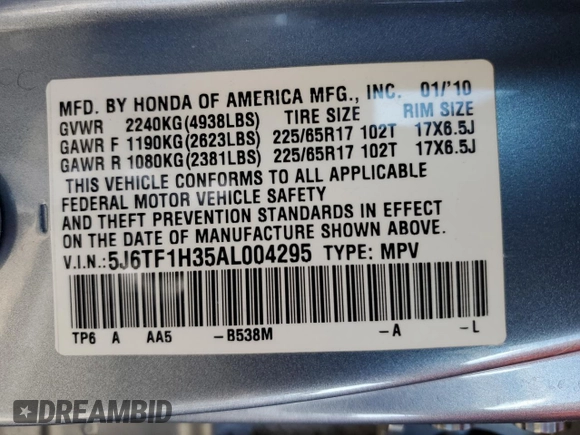 MFD. BY HONDA OF AMERICA MFG., INC. 01/'10
GVWR 2240KG(4938LBS) TIRE SIZE RIM SIZE
GAWR F 1190KG(2623LBS) 225/65R17 102T 17X6.5J
GAWR R 1080KG(2381LBS) 225/65R17 102T 17X6.5J
THIS VEHICLE CONFORMS TO ALL APPLICABLE
FEDERAL MOTOR VEHICLE SAFETY
AND THEFT PREVENTION STANDARDS IN EFFECT
ON THE DATE OF MANUFACTURE SHOWN ABOVE.
V.I.N.:5J6TF1H35AL004295 TYPE: MPV
TP6 A AA5 -B538M -A -L
DREAMBID